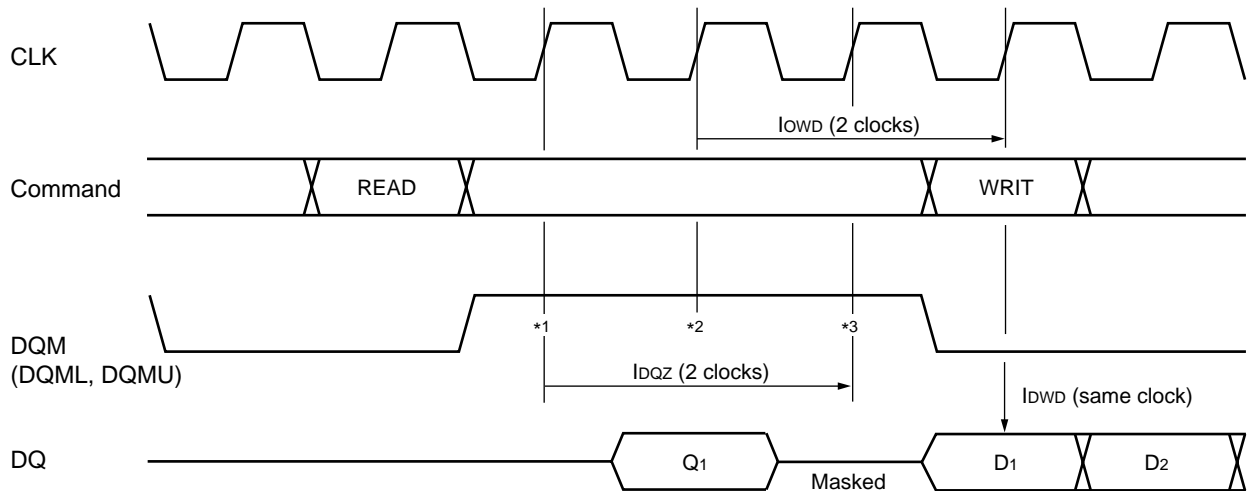 CLK
IOWD (2 clocks)
Command
READ
WRIT
*1
*2
*3
DQM
(DQML, DQMU)
IDQZ (2 clocks)
IDWD (same clock)
DQ
Q1
Masked
D1
D2